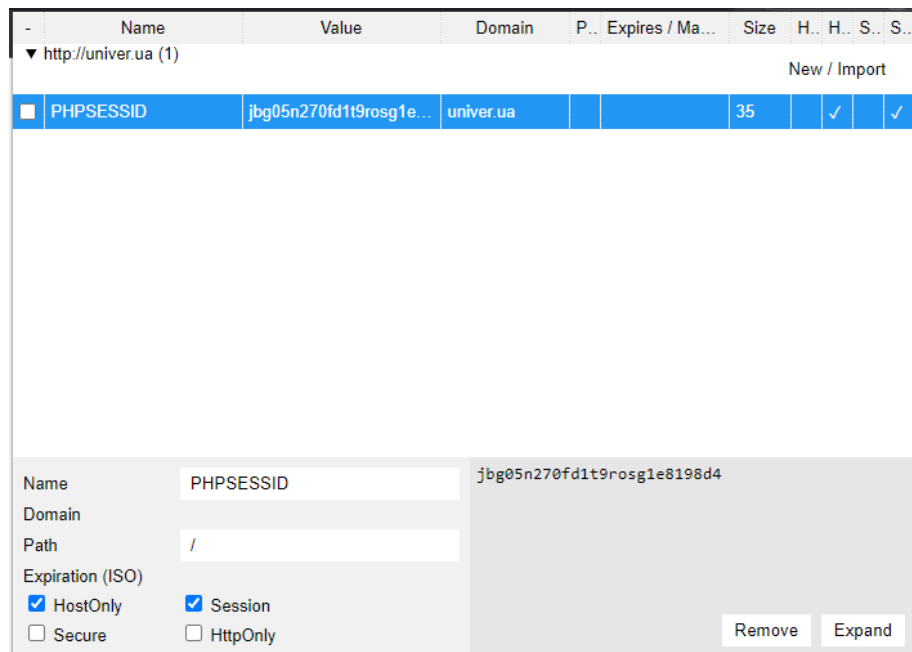 - Name Value Domain P.. Expires / Ma... Size H.. H.. S.. S..
▼ http://univer.ua (1)
New / Import
PHPSESSID jbg05n270fd1t9rosg1e... univer.ua 35 ✓ ✓
Name PHPSESSID jbg05n270fd1t9rosg1e8198d4
Domain
Path /
Expiration (ISO)
HostOnly Session
Secure HttpOnly Remove Expand